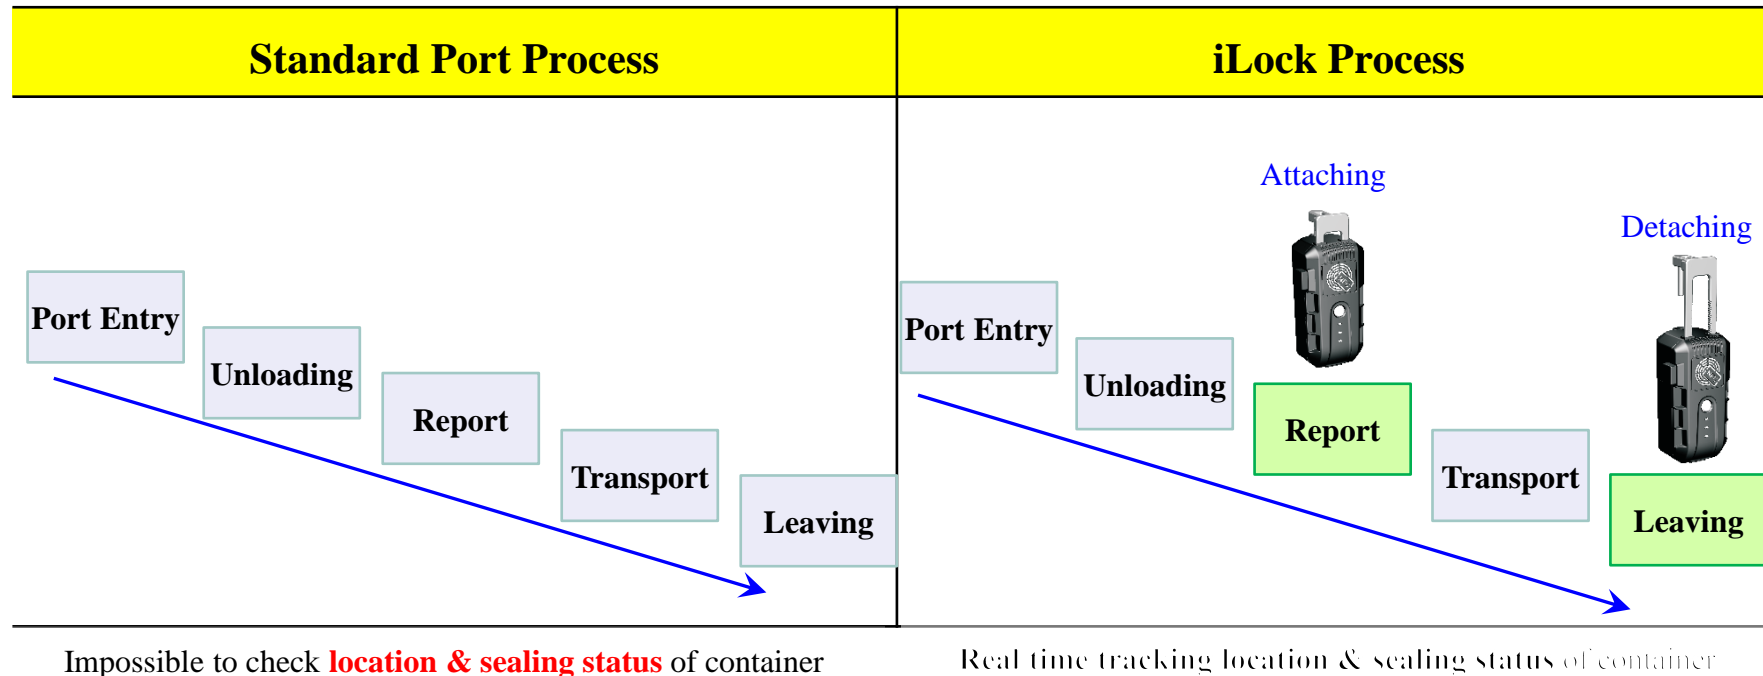 Standard Port Process
iLock Process
Port Entry
Unloading
Report
Transport
Leaving
Attaching
Detaching
Port Entry
Unloading
Report
Transport
Leaving
Impossible to check location & sealing status of container
Real time tracking location & sealing status of container